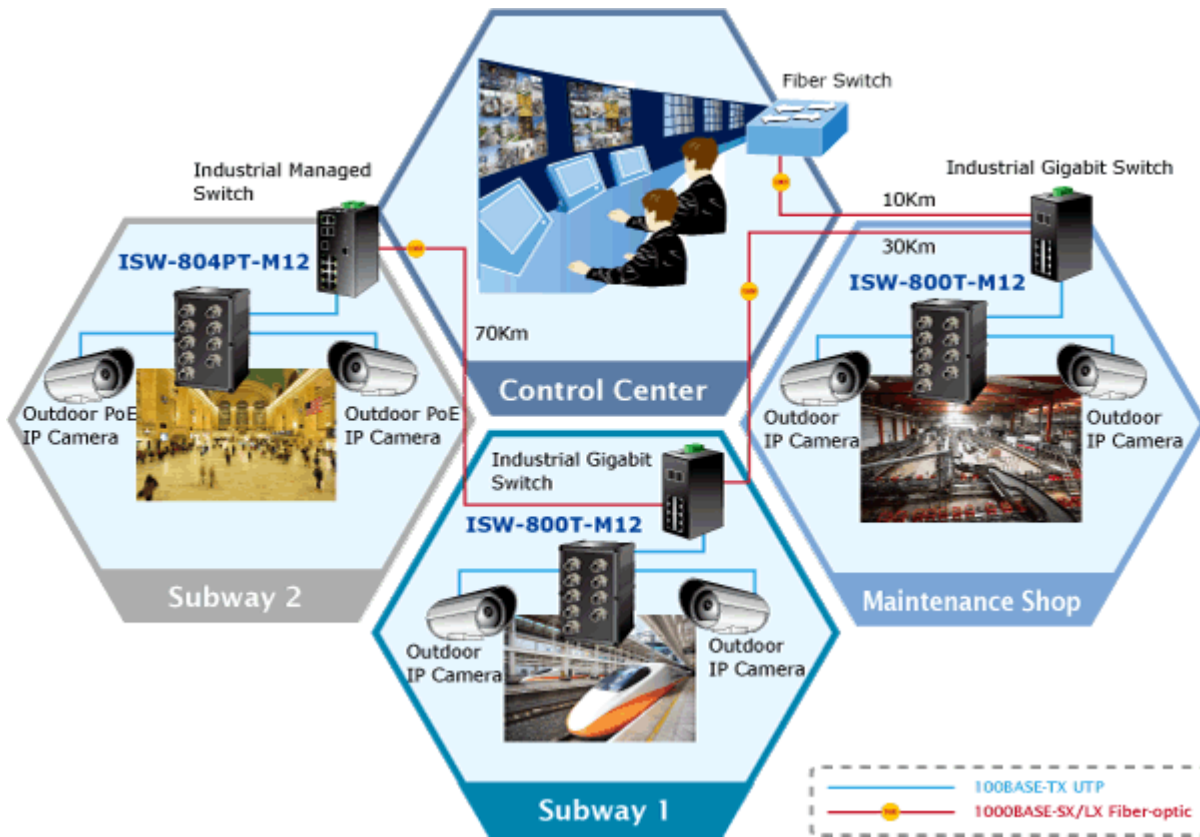 Fiber Switch
Industrial Managed
Switch
Industrial Gigabit Switch
10Km
30Km
ISW-804PT-M12
ISW-800T-M12
70Km
Control Center
Outdoor PoE
IP Camera
Outdoor PoE
IP Camera
Outdoor
IP Camera
Outdoor
IP Camera
Industrial Gigabit
Switch
ISW-800T-M12
Subway 2
Maintenance Shop
Outdoor
IP Camera
Outdoor
IP Camera
100BASE-TX UTP
1000BASE-SX/LX Fiber-optic
Subway 1